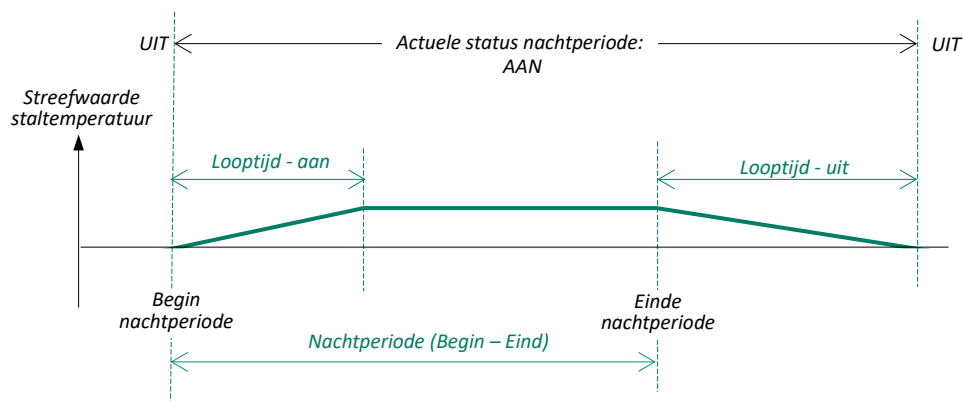 UIT
Actuele status nachtperiode:
AAN
UIT
Streefwaarde
staltemperatuur
Looptijd - aan
Looptijd - uit
Begin
nachtperiode
Einde
nachtperiode
Nachtperiode (Begin – Eind)